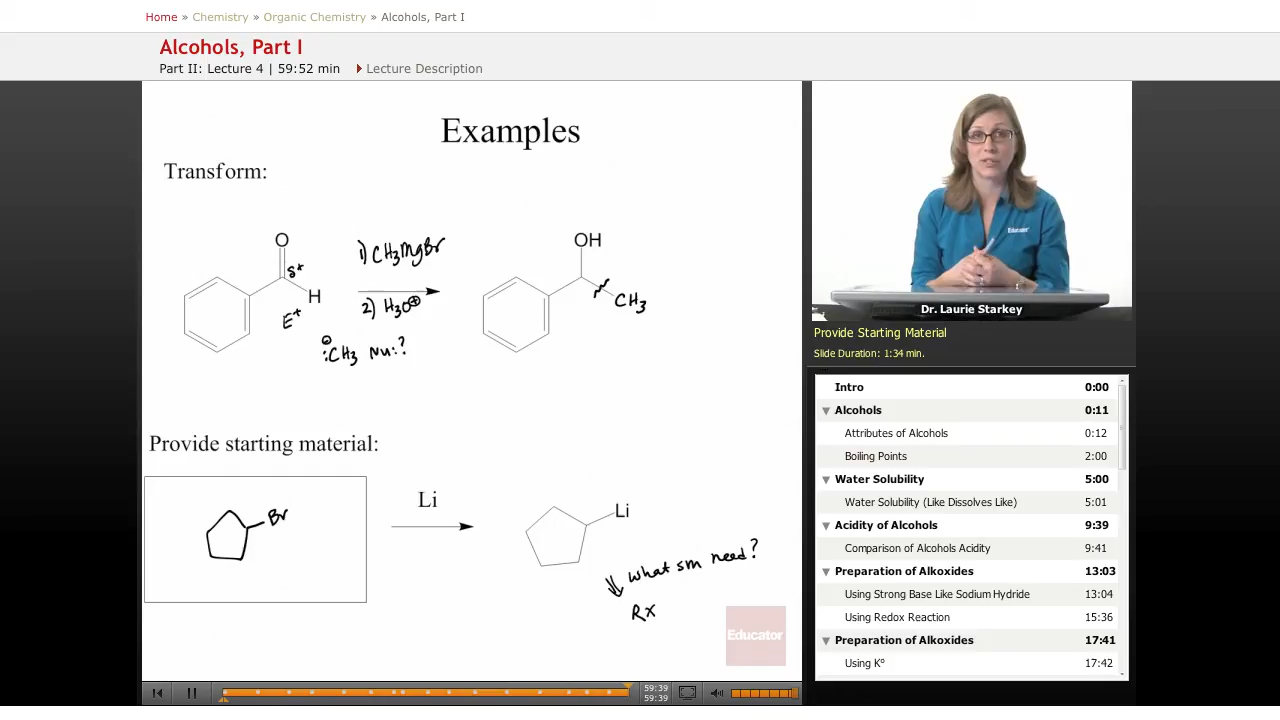 Home » Chemistry » Organic Chemistry » Alcohols, Part I
Alcohols, Part I
Part II: Lecture 4 | 59:52 min
Lecture Description
Examples
Transform:
O
δ+
H
E+
1) CH3MgBr
2) H3O⊕
⊖
:CH3 Nu:?
OH
CH3
Provide starting material:
Br
Li
Li
what sm need?
RX
Educator
59:39
59:39
Educator
Dr. Laurie Starkey
Provide Starting Material
Slide Duration: 1:34 min.
Intro 0:00
Alcohols 0:11
Attributes of Alcohols 0:12
Boiling Points 2:00
Water Solubility 5:00
Water Solubility (Like Dissolves Like) 5:01
Acidity of Alcohols 9:39
Comparison of Alcohols Acidity 9:41
Preparation of Alkoxides 13:03
Using Strong Base Like Sodium Hydride 13:04
Using Redox Reaction 15:36
Preparation of Alkoxides 17:41
Using K° 17:42